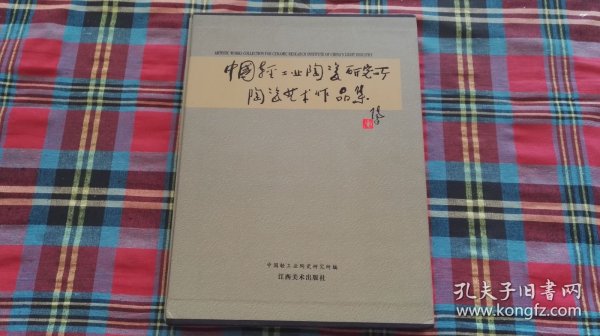 ARTISTIC WORKS COLLECTION FOR CERAMIC RESEARCH INSTITUTE OF CHINA'S LIGHT INDUSTRY
中国轻工业陶瓷研究所
陶瓷艺术作品集
中国轻工业陶瓷研究所编
江西美术出版社
孔夫子旧书网
www.kongfz.com